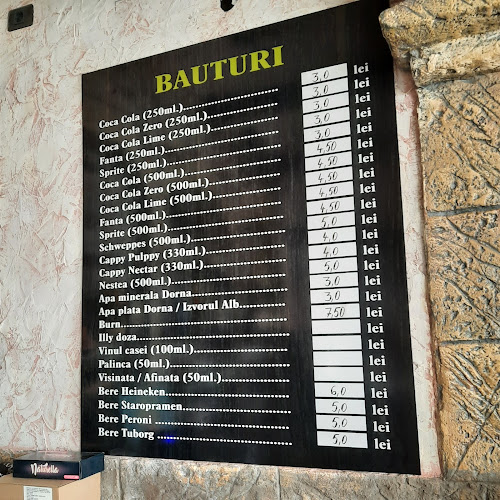 BAUTURI
Coca Cola (250ml.)............................ 3,0 lei
Coca Cola Zero (250ml.)..................... 3,0 lei
Coca Cola Lime (250ml.).................... 3,0 lei
Fanta (250ml.)............................ 3,0 lei
Sprite (250ml.)............................ 3,0 lei
Coca Cola (500ml.)...................... 4,50 lei
Coca Cola Zero (500ml.)................. 4,50 lei
Coca Cola Lime (500ml.)................. 4,50 lei
Fanta (500ml.)............................ 4,50 lei
Sprite (500ml.)............................ 4,50 lei
Schweppes (500ml.)...................... 5,0 lei
Cappy Pulppy (330ml.)................... 4,0 lei
Cappy Nectar (330ml.)................... 4,0 lei
Nestea (500ml.)............................ 5,0 lei
Apa minerala Dorna........................ 3,0 lei
Apa plata Dorna / Izvorul Alb............ 3,0 lei
Burn.......................................... 7,50 lei
Illy doza...................................... lei
Vinul casei (100ml.)........................ lei
Palinca (50ml.).............................. lei
Visinata / Afinata (50ml.)................. lei
Bere Heineken.............................. 6,0 lei
Bere Staropramen.......................... 5,0 lei
Bere Peroni ................................. 5,0 lei
Bere Tuborg ................................ 5,0 lei
Nutibella